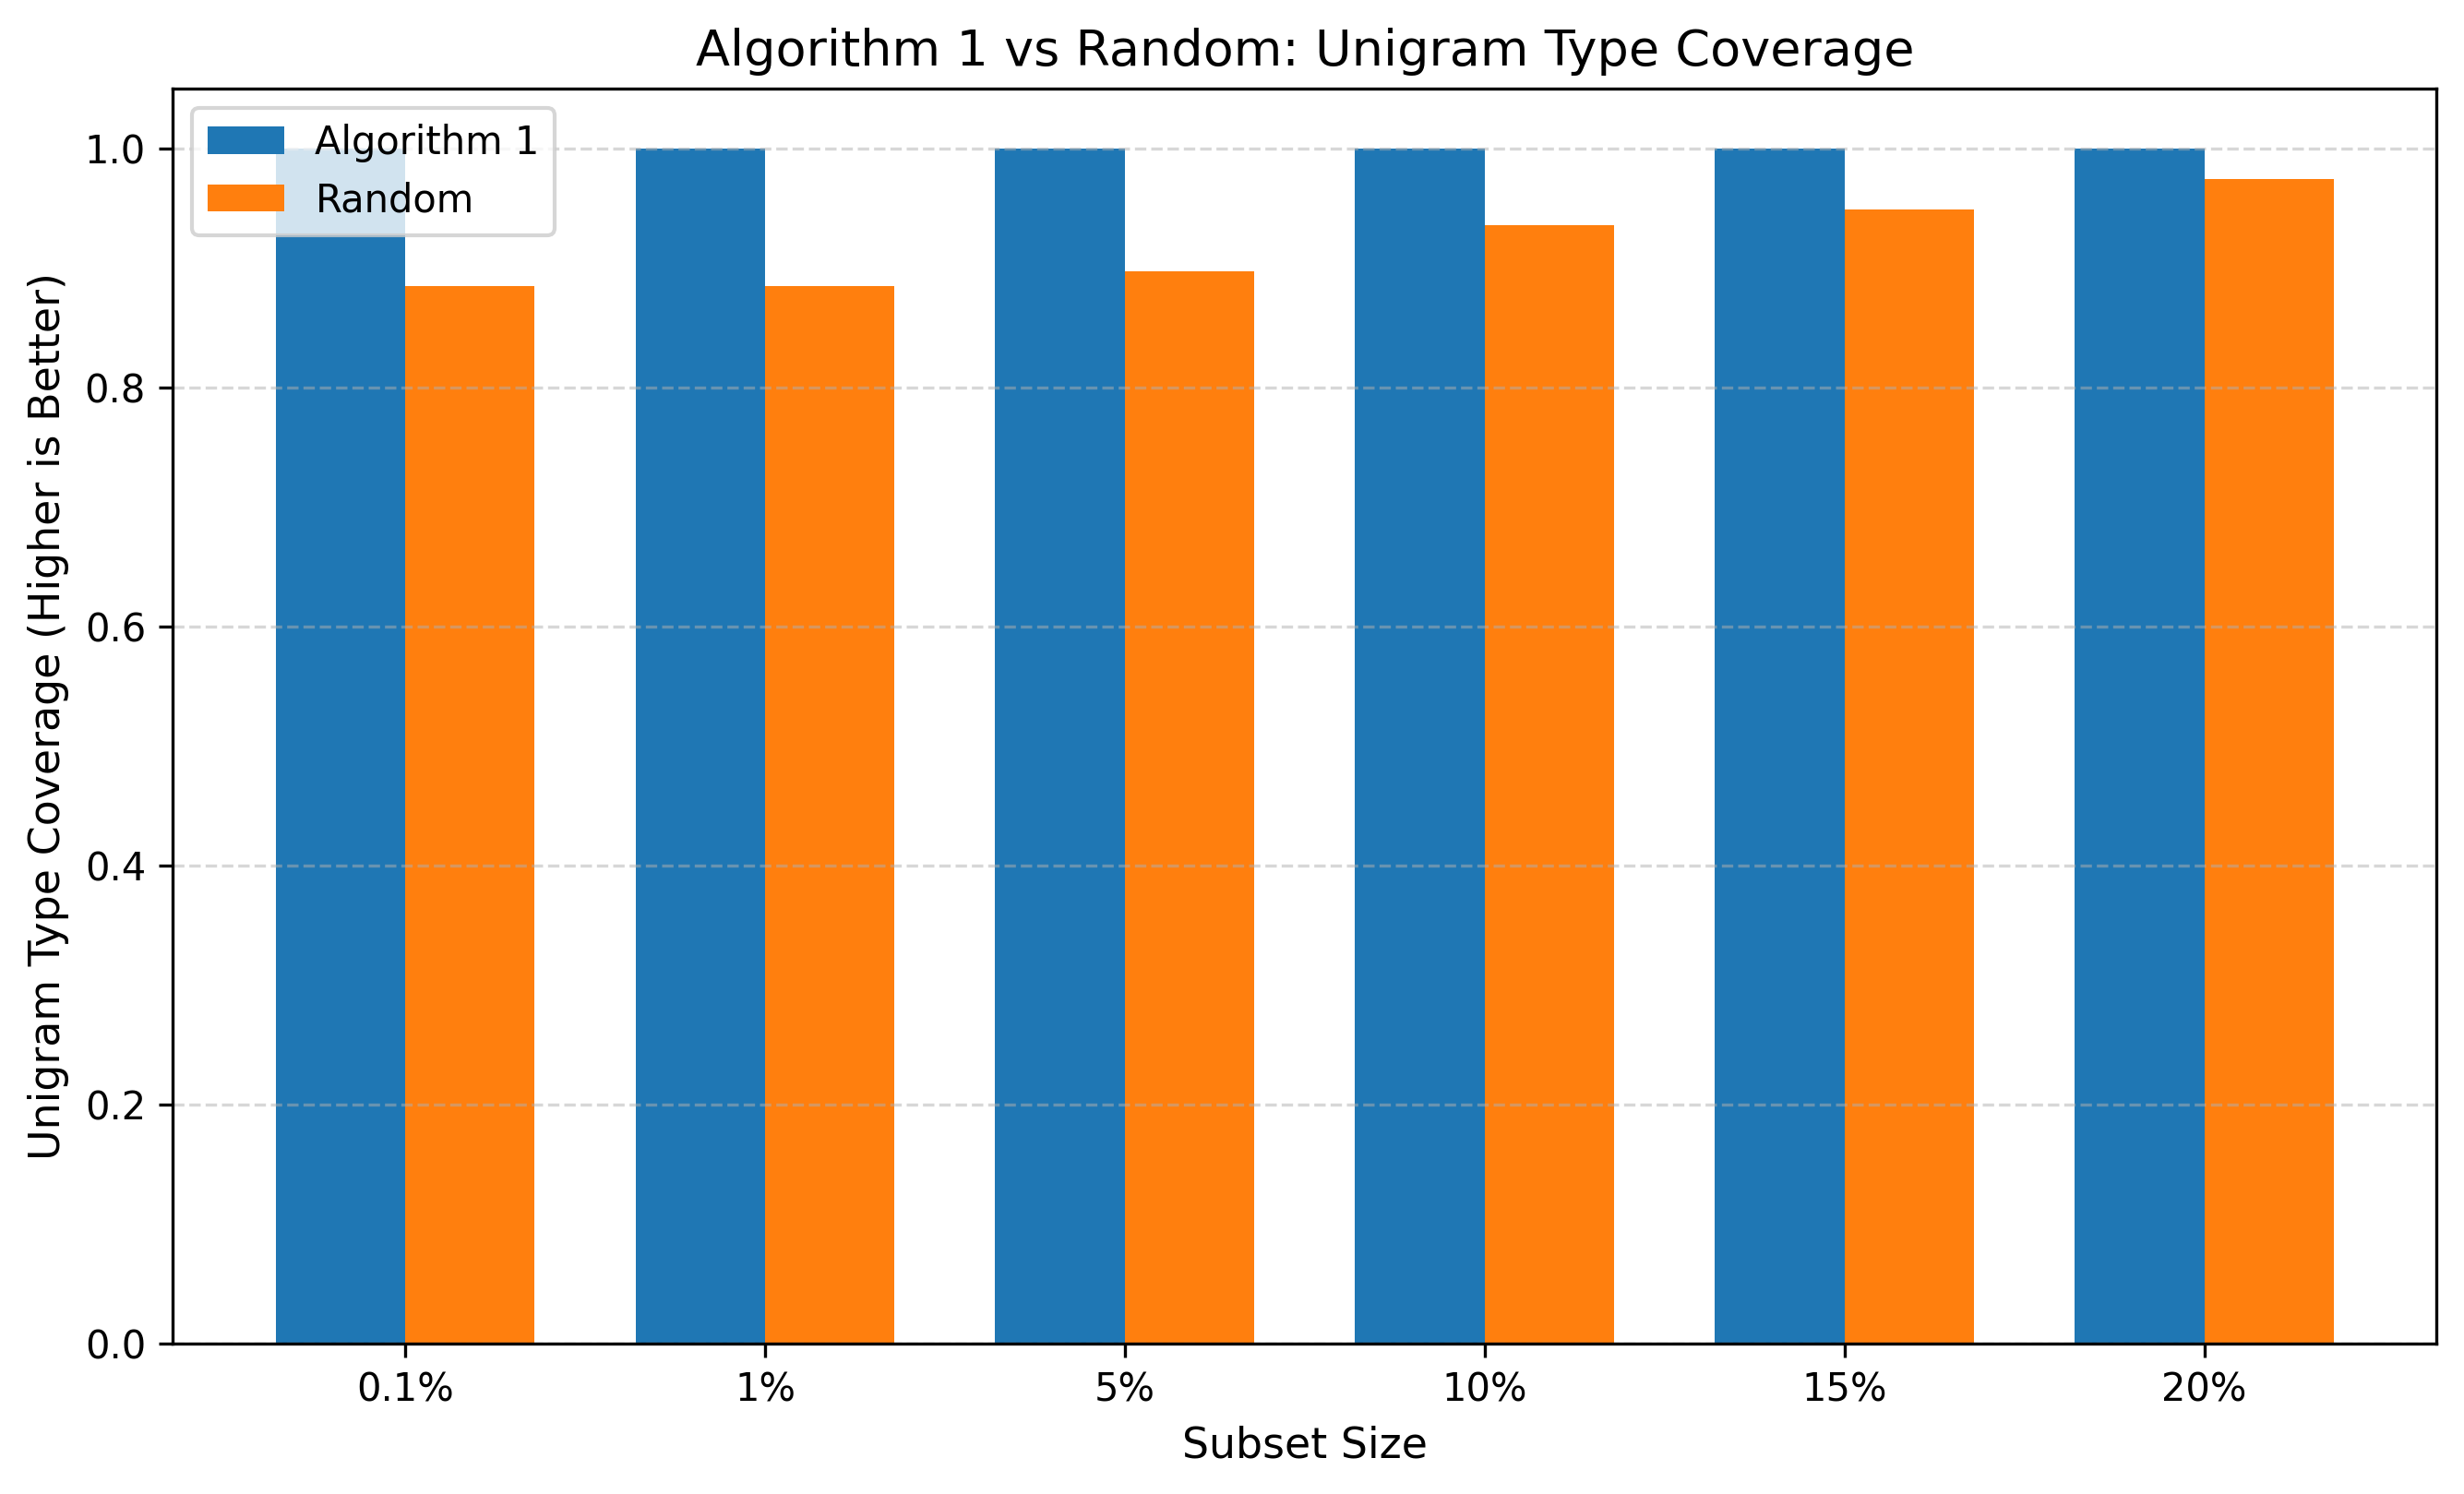 Algorithm 1 vs Random: Unigram Type Coverage
Algorithm 1
Random
Unigram Type Coverage (Higher is Better)
1.0
0.8
0.6
0.4
0.2
0.0
0.1% 1% 5% 10% 15% 20%
Subset Size